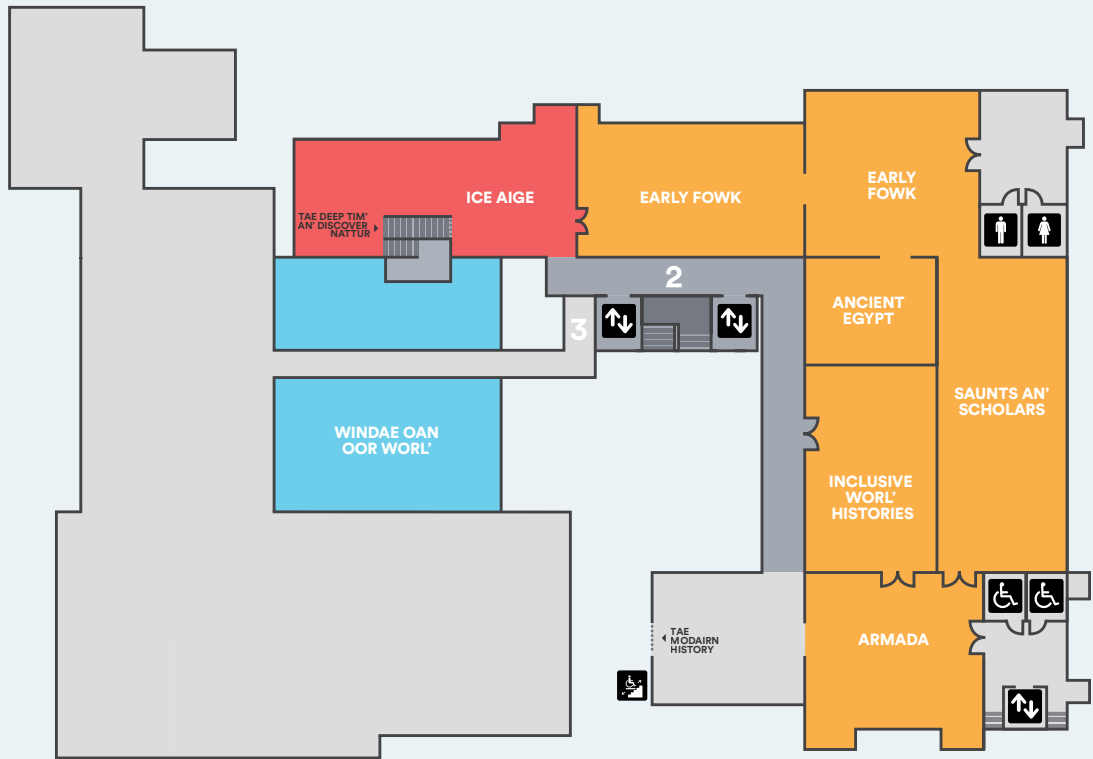 ICE AIGE
TAE DEEP TIM'
AN' DISCOVER
NATTUR
EARLY FOWK
EARLY
FOWK
2
3
ANCIENT
EGYPT
SAUNTS AN'
SCHOLARS
WINDAE OAN
OOR WORL'
INCLUSIVE
WORL'
HISTORIES
TAE
MODAIRN
HISTORY
ARMADA